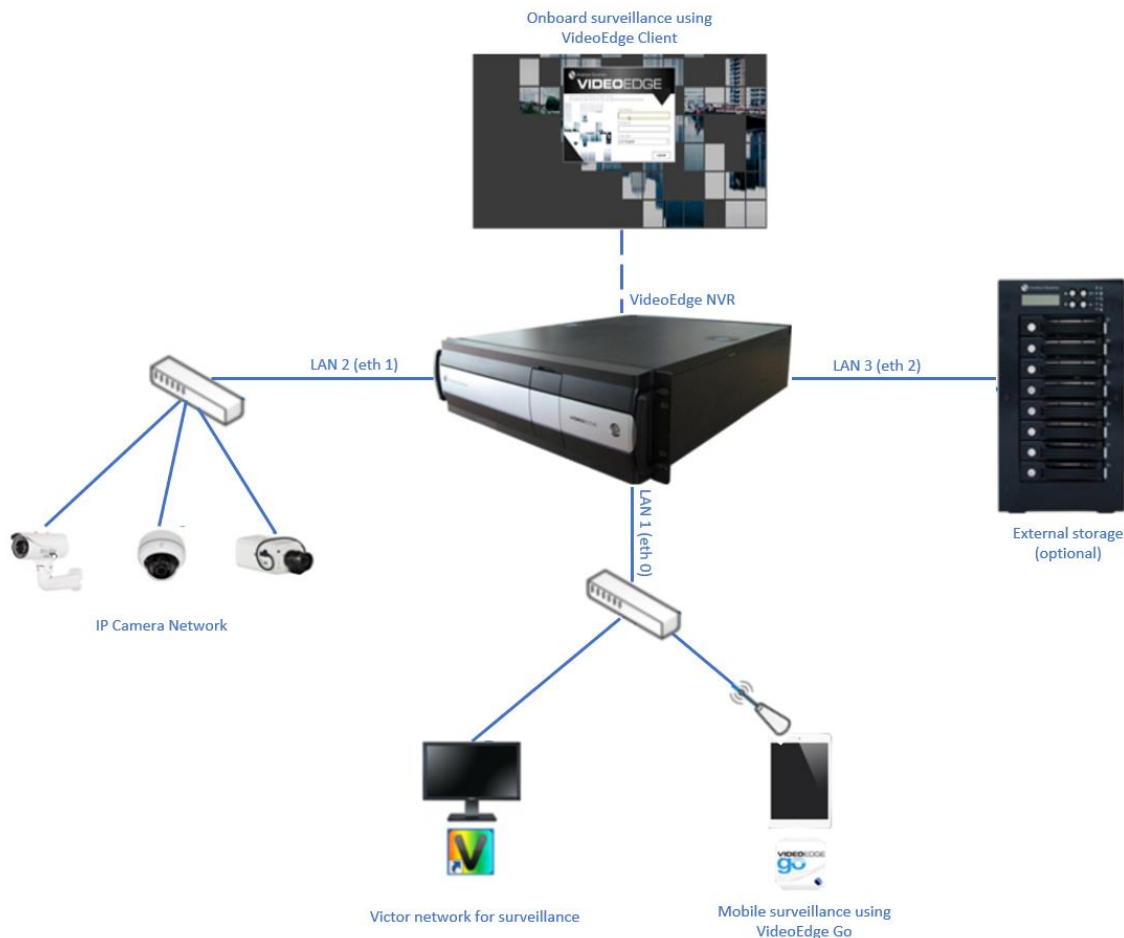 Onboard surveillance using
VideoEdge Client
VIDEOEDGE
VideoEdge NVR
LAN 2 (eth 1)
LAN 3 (eth 2)
LAN 1 (eth 0)
External storage
(optional)
IP Camera Network
V
VIDEOEDGE
go
Victor network for surveillance
Mobile surveillance using
VideoEdge Go